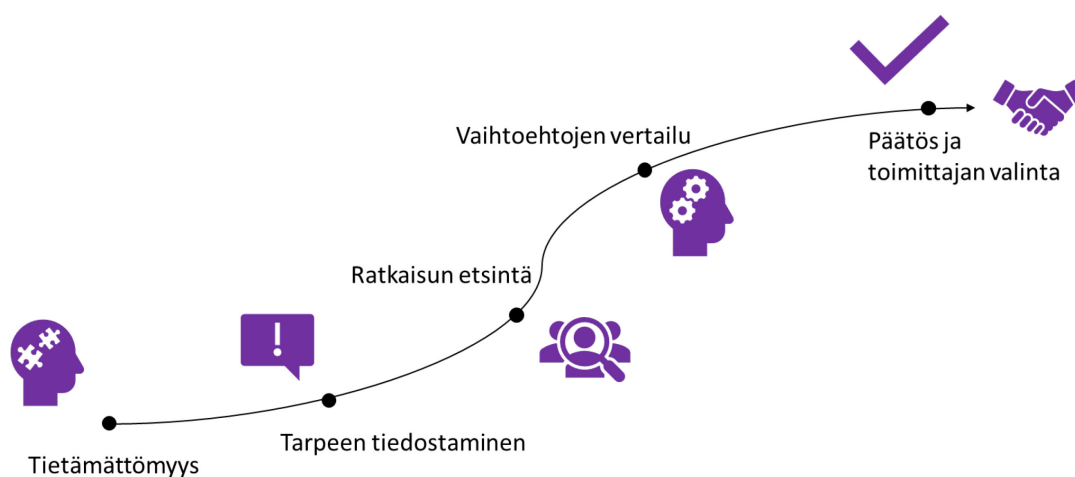 Tietämättömyys
Tarpeen tiedostaminen
Ratkaisun etsintä
Vaihtoehtojen vertailu
Päätös ja
toimittajan valinta